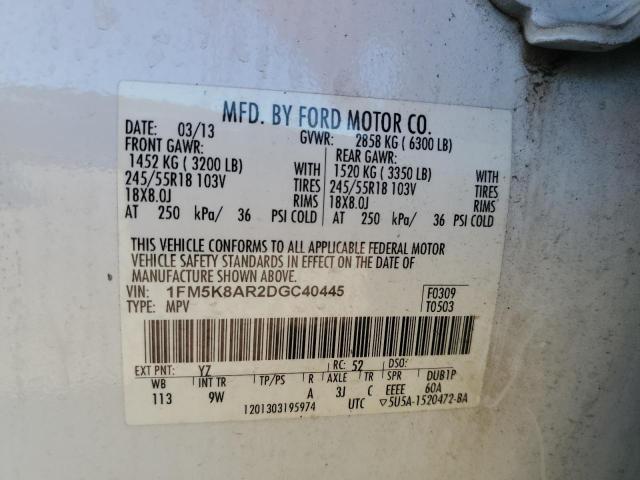 MFD. BY FORD MOTOR CO.
DATE: 03/13 GVWR: 2858 KG ( 6300 LB)
FRONT GAWR: REAR GAWR:
1452 KG ( 3200 LB) WITH 1520 KG ( 3350 LB) WITH
245/55R18 103V TIRES 245/55R18 103V TIRES
18X8.0J RIMS 18X8.0J RIMS
AT 250 kPa/ 36 PSI COLD AT 250 kPa/ 36 PSI COLD
THIS VEHICLE CONFORMS TO ALL APPLICABLE FEDERAL MOTOR
VEHICLE SAFETY STANDARDS IN EFFECT ON THE DATE OF
MANUFACTURE SHOWN ABOVE.
VIN: 1FM5K8AR2DGC40445 F0309
TYPE: MPV T0503
EXT PNT: YZ RC: 52 DSO:
WB INT TR TP/PS R AXLE TR SPR DUB1P
113 9W A 3J C EEEE 60A
1201303195974 UTC ▽5U5A-1520472-BA